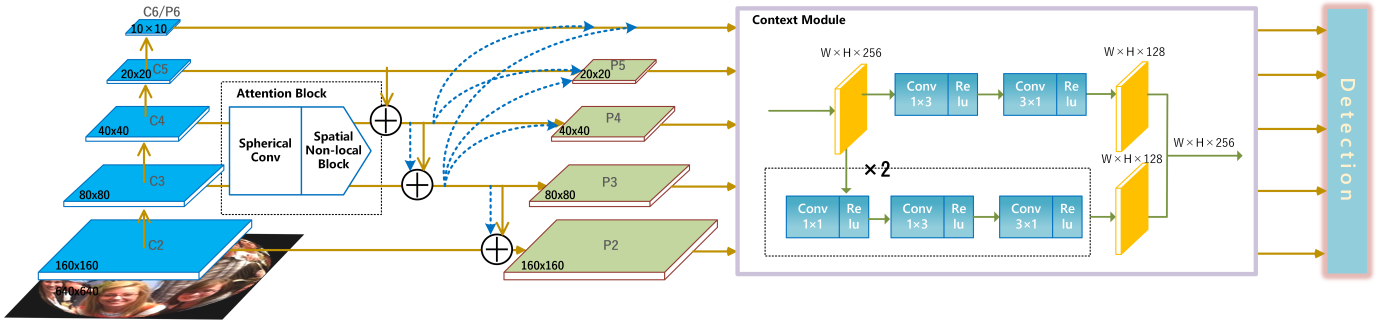 C6/P6
10×10
C5
20x20
C4
40x40
C3
80x80
C2
160x160
640x640
Attention Block
Spherical
Conv
Spatial
Non-local
Block
P5
20x20
P4
40x40
P3
80x80
P2
160x160
Context Module
W×H×256
Conv
1×3
Re
lu
Conv
3×1
Re
lu
W×H×128
×2
Conv
1×1
Re
lu
Conv
1×3
Re
lu
Conv
3×1
Re
lu
W×H×128
W×H×256
Detection